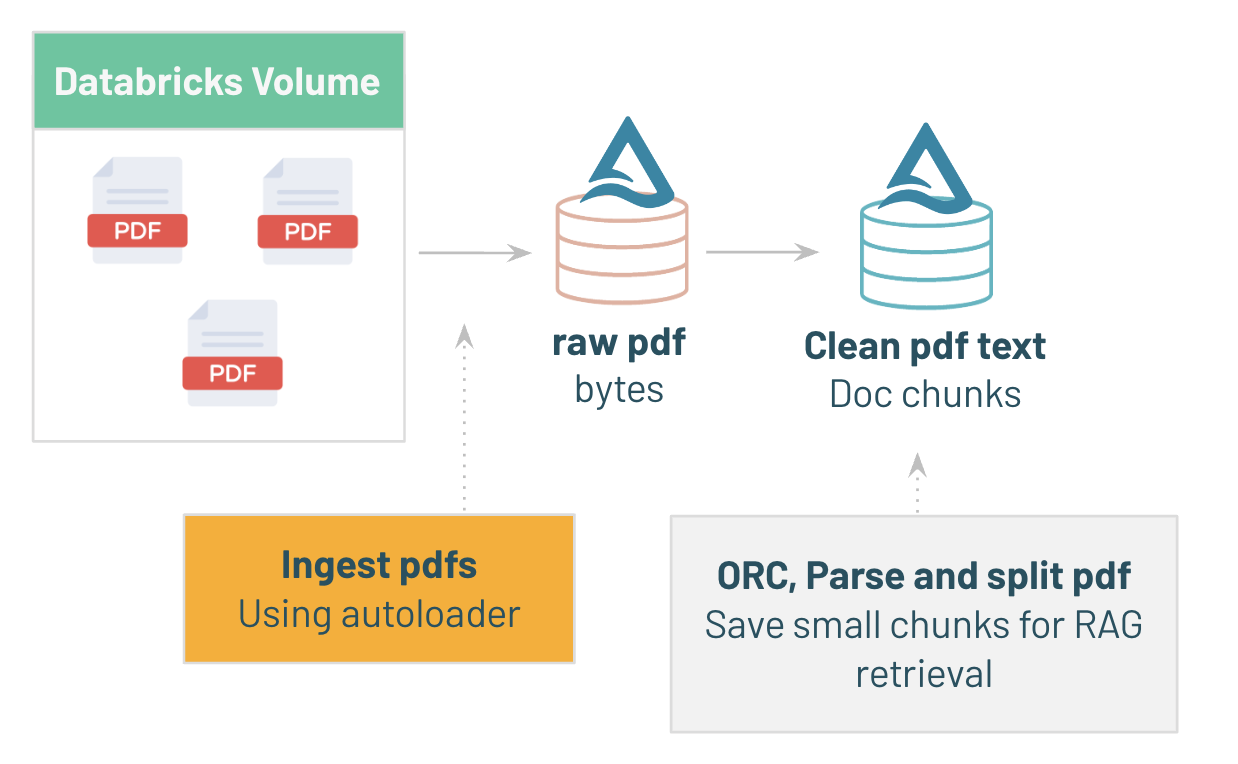 Databricks Volume
PDF
PDF
PDF
raw pdf
bytes
Clean pdf text
Doc chunks
Ingest pdfs
Using autoloader
ORC, Parse and split pdf
Save small chunks for RAG
retrieval